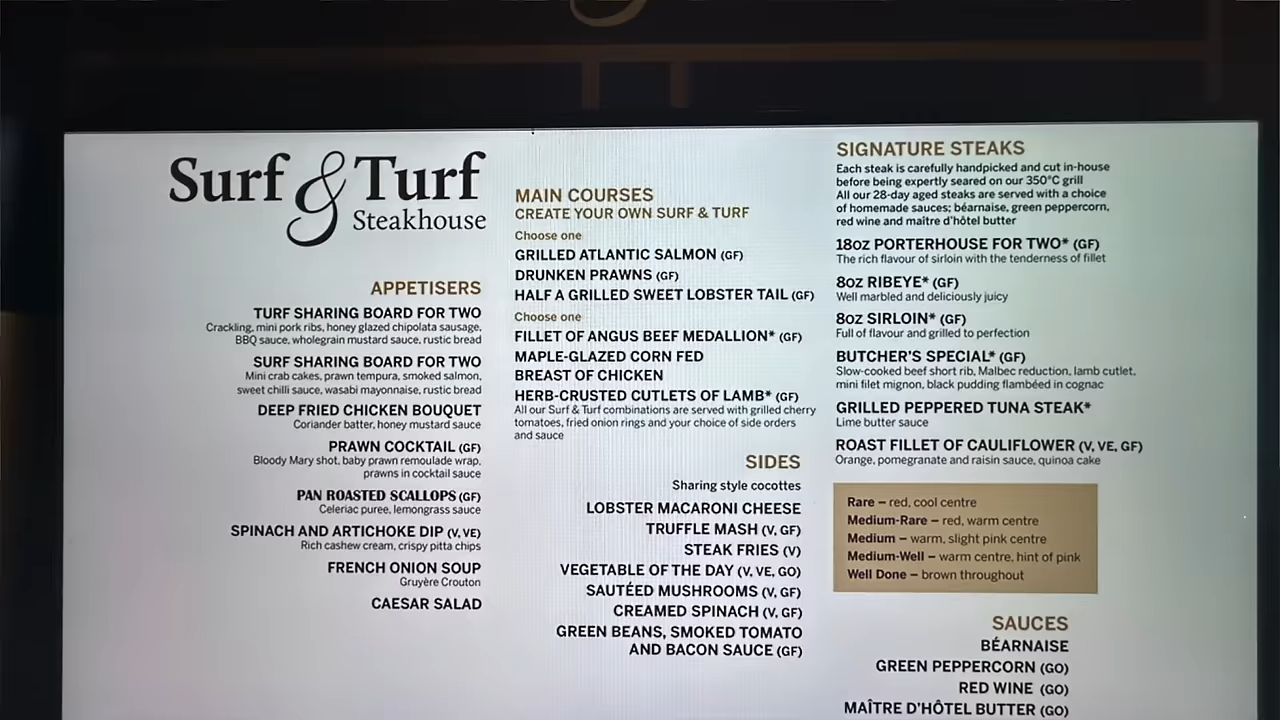 Surf & Turf
Steakhouse
APPETISERS
TURF SHARING BOARD FOR TWO
Crackling, mini pork ribs, honey glazed chipolata sausage,
BBQ sauce, wholegrain mustard sauce, rustic bread
SURF SHARING BOARD FOR TWO
Mini crab cakes, prawn tempura, smoked salmon,
sweet chilli sauce, wasabi mayonnaise, rustic bread
DEEP FRIED CHICKEN BOUQUET
Coriander batter, honey mustard sauce
PRAWN COCKTAIL (GF)
Bloody Mary shot, baby prawn remoulade wrap,
prawns in cocktail sauce
PAN ROASTED SCALLOPS (GF)
Celeriac puree, lemongrass sauce
SPINACH AND ARTICHOKE DIP (V, VE)
Rich cashew cream, crispy pitta chips
FRENCH ONION SOUP
Gruyère Crouton
CAESAR SALAD
MAIN COURSES
CREATE YOUR OWN SURF & TURF
Choose one
GRILLED ATLANTIC SALMON (GF)
DRUNKEN PRAWNS (GF)
HALF A GRILLED SWEET LOBSTER TAIL (GF)
Choose one
FILLET OF ANGUS BEEF MEDALLION* (GF)
MAPLE-GLAZED CORN FED
BREAST OF CHICKEN
HERB-CRUSTED CUTLETS OF LAMB* (GF)
All our Surf & Turf combinations are served with grilled cherry
tomatoes, fried onion rings and your choice of side orders
and sauce
SIDES
Sharing style cocottes
LOBSTER MACARONI CHEESE
TRUFFLE MASH (V, GF)
STEAK FRIES (V)
VEGETABLE OF THE DAY (V, VE, GO)
SAUTÉED MUSHROOMS (V, GF)
CREAMED SPINACH (V, GF)
GREEN BEANS, SMOKED TOMATO
AND BACON SAUCE (GF)
SIGNATURE STEAKS
Each steak is carefully handpicked and cut in-house
before being expertly seared on our 350°C grill
All our 28-day aged steaks are served with a choice
of homemade sauces; béarnaise, green peppercorn,
red wine and maître d'hôtel butter
18OZ PORTERHOUSE FOR TWO* (GF)
The rich flavour of sirloin with the tenderness of fillet
8OZ RIBEYE* (GF)
Well marbled and deliciously juicy
8OZ SIRLOIN* (GF)
Full of flavour and grilled to perfection
BUTCHER'S SPECIAL* (GF)
Slow-cooked beef short rib, Malbec reduction, lamb cutlet,
mini filet mignon, black pudding flambéed in cognac
GRILLED PEPPERED TUNA STEAK*
Lime butter sauce
ROAST FILLET OF CAULIFLOWER (V, VE, GF)
Orange, pomegranate and raisin sauce, quinoa cake
Rare – red, cool centre
Medium-Rare – red, warm centre
Medium – warm, slight pink centre
Medium-Well – warm centre, hint of pink
Well Done – brown throughout
SAUCES
BÉARNAISE
GREEN PEPPERCORN (GO)
RED WINE (GO)
MAÎTRE D'HÔTEL BUTTER (GO)